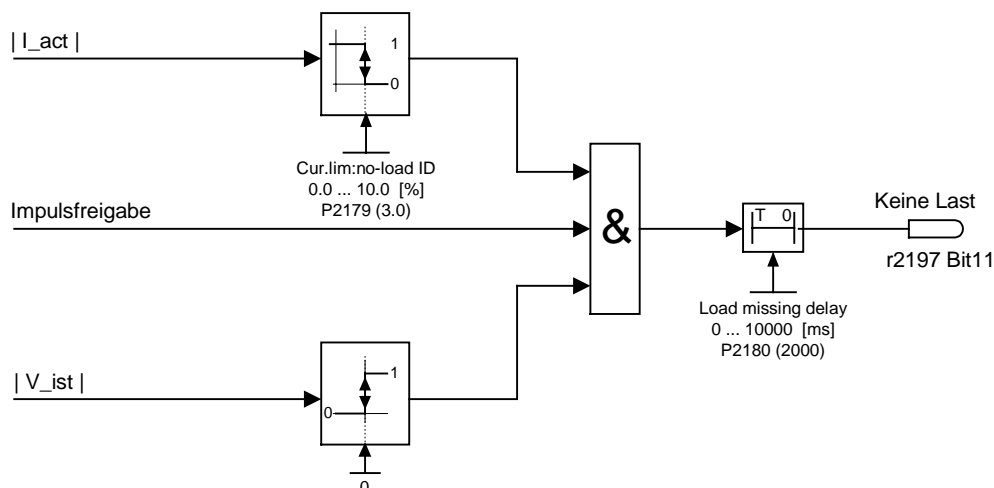 | I_act |
1
0
Cur.lim:no-load ID
0.0 ... 10.0 [%]
P2179 (3.0)
Impulsfreigabe
&
T 0
Keine Last
r2197 Bit11
Load missing delay
0 ... 10000 [ms]
P2180 (2000)
| V_ist |
1
0
0